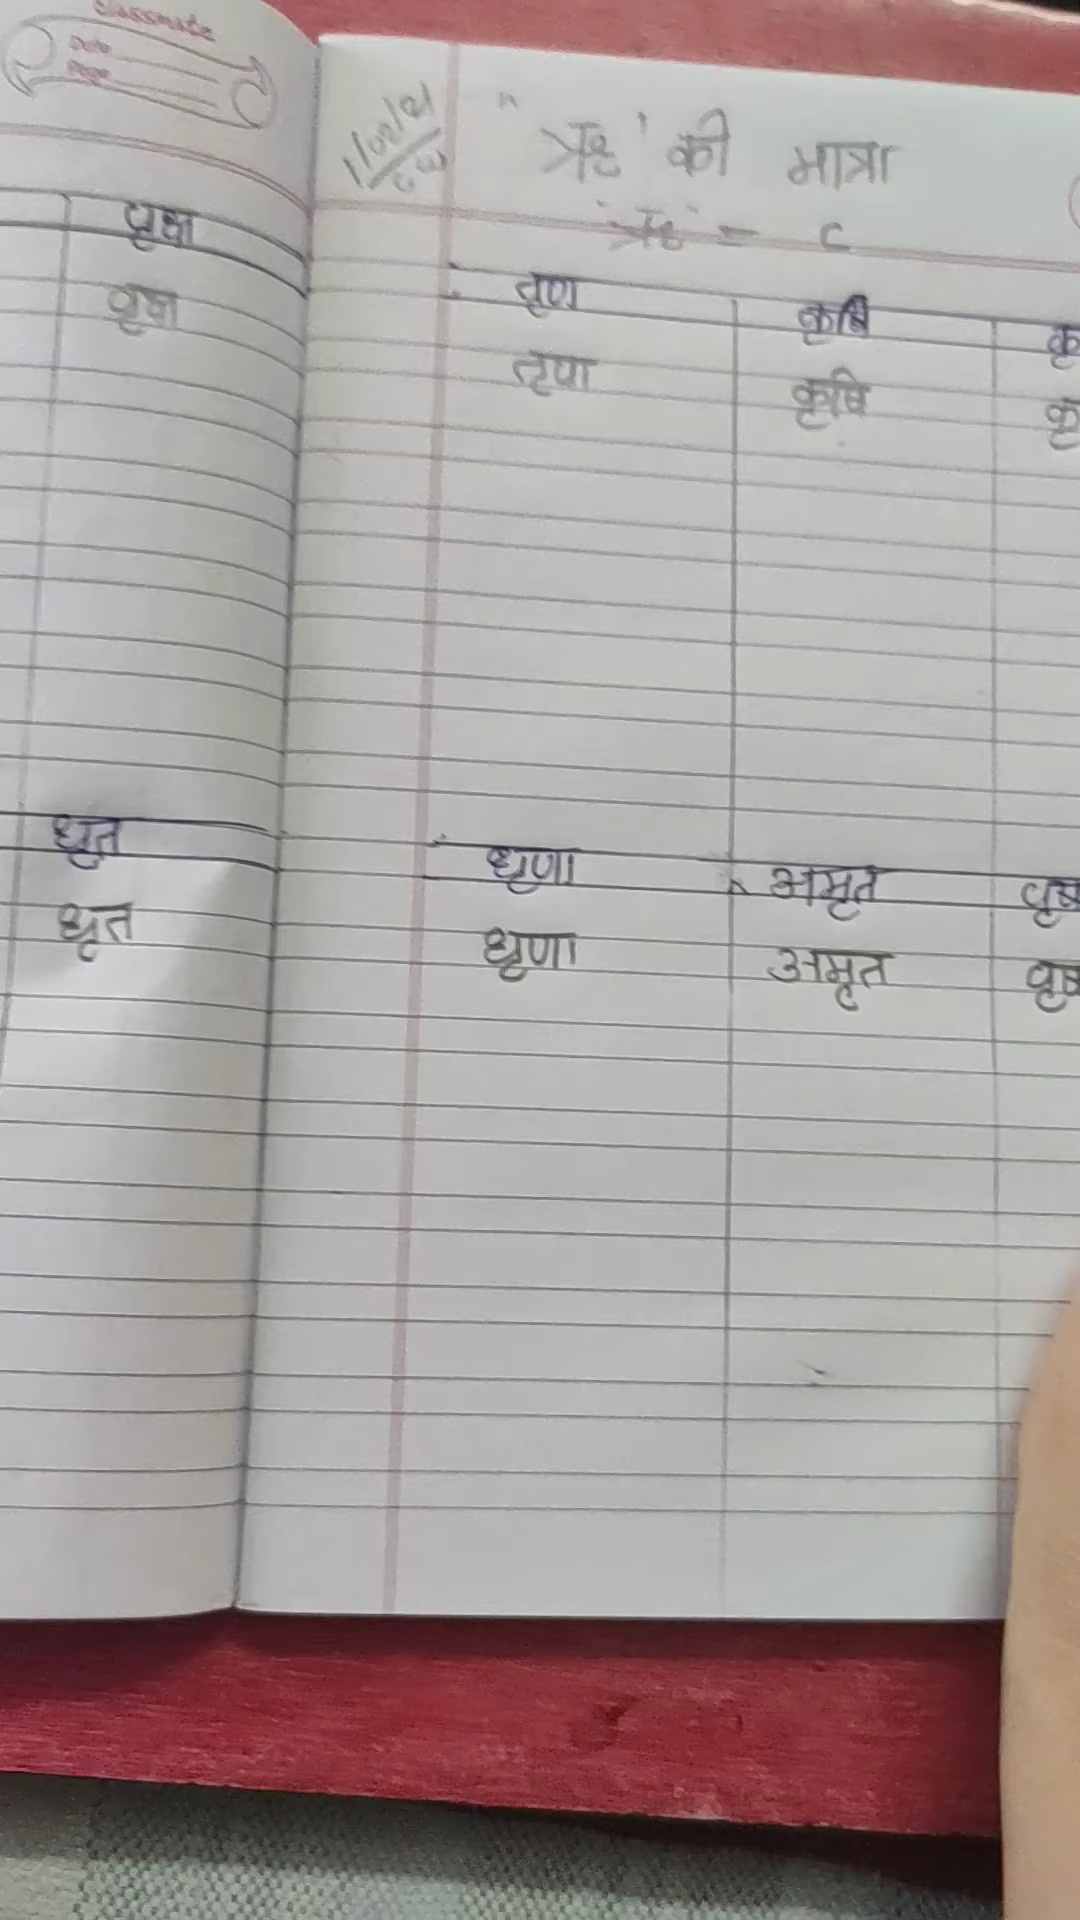 classmate
Date
Page
वृक्ष
वृक्ष
धृत
धृत
"ऋ' की मात्रा
"ऋ" = ृ
तृण कृषि
तृण कृषि
धृणा अमृत
धृणा अमृत